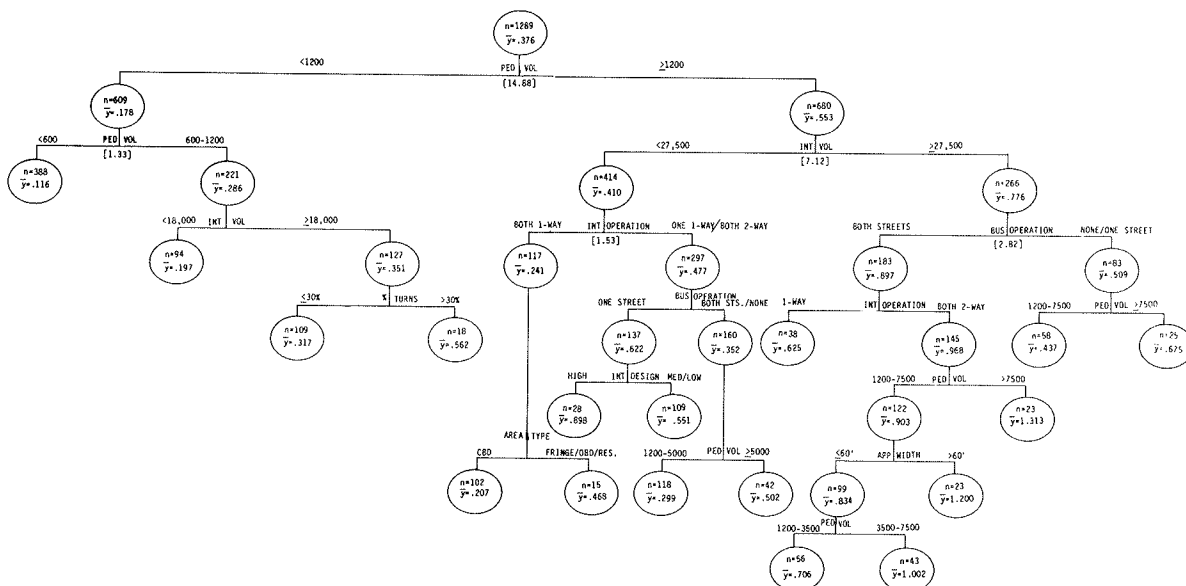 n=1289
ȳ=.376
<1200 PED VOL ≥1200
[14.88]
n=609
ȳ=.178
n=680
ȳ=.553
<600 PED VOL 600-1200
[1.33]
<27,500 INT VOL ≥27,500
[7.12]
n=388
ȳ=.116
n=221
ȳ=.286
n=414
ȳ=.410
n=266
ȳ=.776
<18,000 INT VOL ≥18,000
BOTH 1-WAY INT OPERATION ONE 1-WAY/BOTH 2-WAY
[1.53]
BOTH STREETS BUS OPERATION NONE/ONE STREET
[2.82]
n=94
ȳ=.197
n=127
ȳ=.351
n=117
ȳ=.241
n=297
ȳ=.477
n=183
ȳ=.897
n=83
ȳ=.509
≤30% % TURNS >30%
BUS OPERATION
ONE STREET BOTH STS./NONE
1-WAY INT OPERATION BOTH 2-WAY
1200-7500 PED VOL >7500
n=109
ȳ=.317
n=18
ȳ=.562
n=137
ȳ=.622
n=160
ȳ=.352
n=38
ȳ=.625
n=145
ȳ=.968
n=58
ȳ=.437
n=25
ȳ=.675
HIGH INT DESIGN MED/LOW
1200-7500 PED VOL >7500
n=28
ȳ=.898
n=109
ȳ=.551
n=122
ȳ=.903
n=23
ȳ=1.313
AREA TYPE
CBD FRINGE/OBD/RES.
1200-5000 PED VOL ≥5000
≤60' APP WIDTH >60'
n=102
ȳ=.207
n=15
ȳ=.468
n=118
ȳ=.299
n=42
ȳ=.502
n=99
ȳ=.834
n=23
ȳ=1.200
PED VOL
1200-3500 3500-7500
n=56
ȳ=.706
n=43
ȳ=1.002